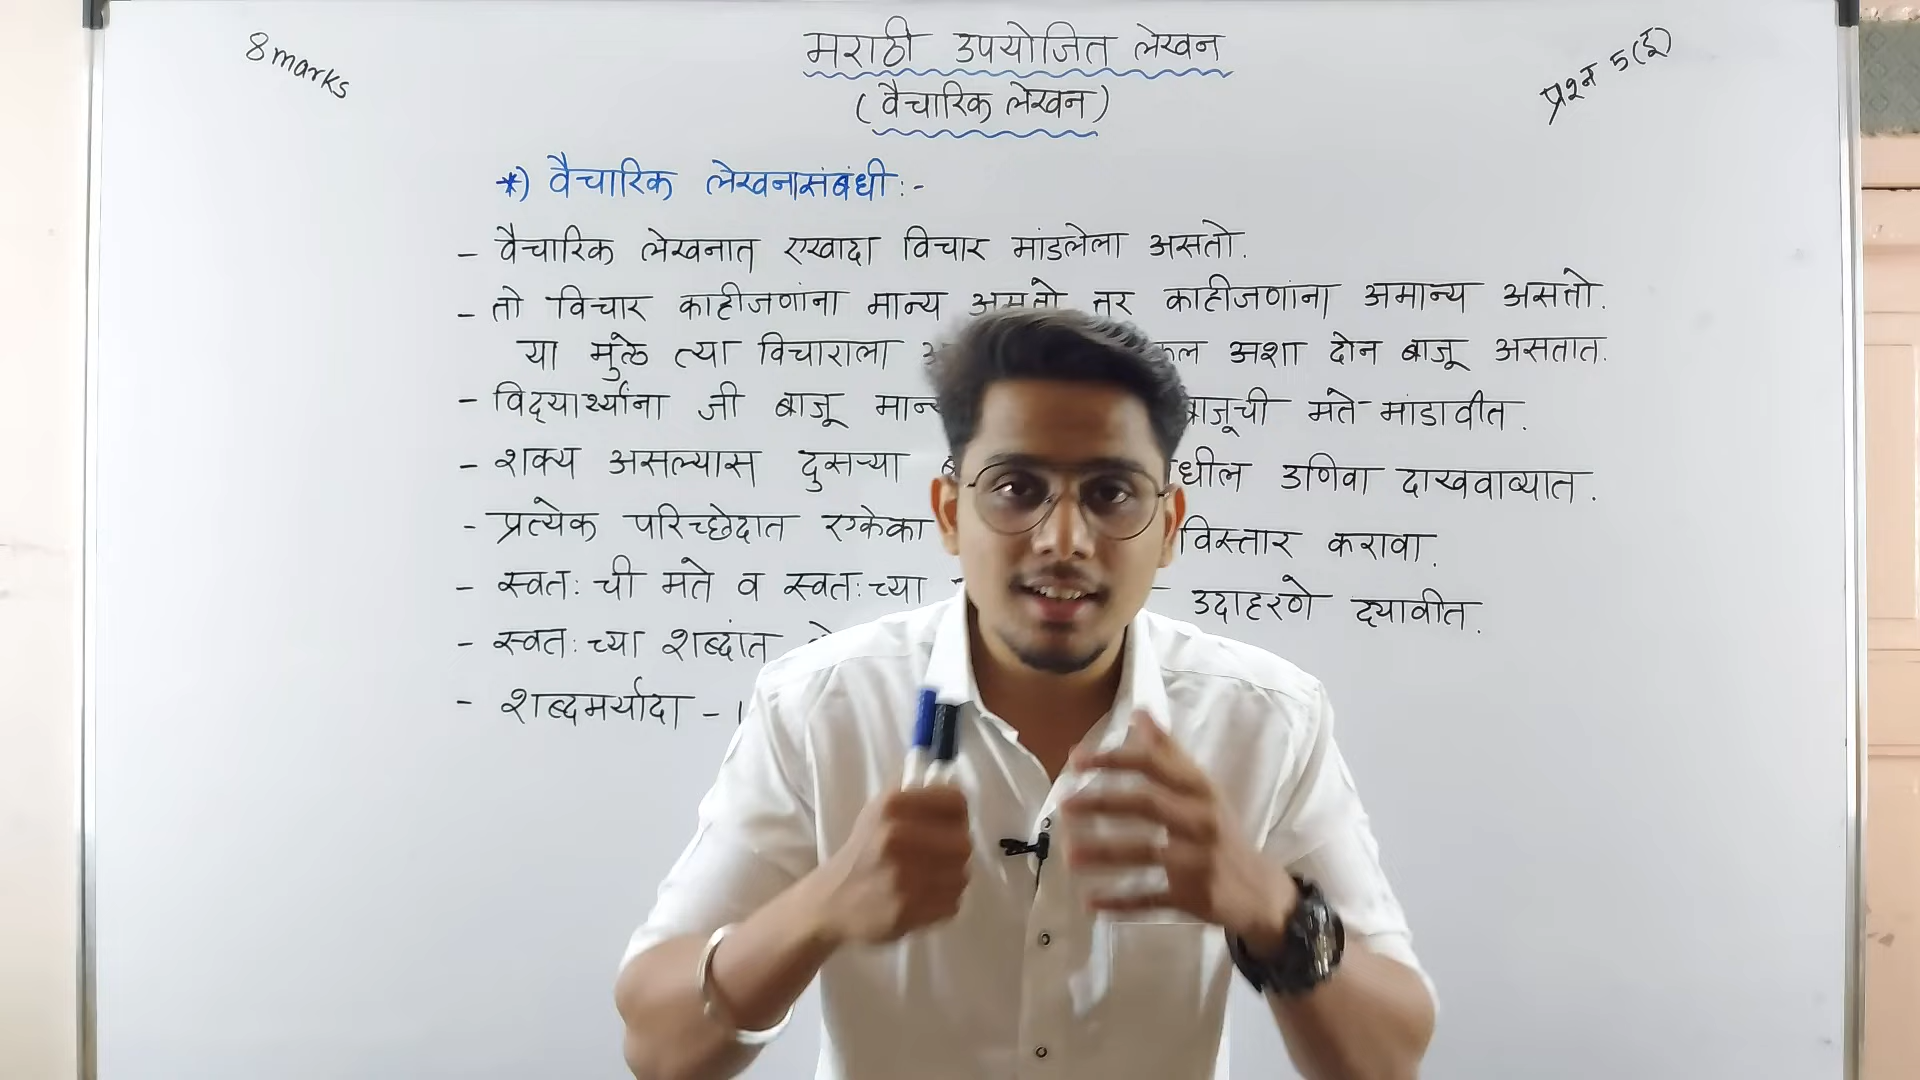 8 marks
मराठी उपयोजित लेखन
प्रश्न 5(ई)
(वैचारिक लेखन)
*) वैचारिक लेखनासंबंधी :-
- वैचारिक लेखनात एखादा विचार मांडलेला असतो.
- तो विचार काहीजणांना मान्य असतो तर काहीजणांना अमान्य असतो.
या मुळे त्या विचाराला अशा दोन बाजू असतात.
- विद्यार्थ्यांना जी बाजू बाजूची मते मांडावीत.
- शक्य असल्यास दुसऱ्या उणिवा दाखवाव्यात.
- प्रत्येक परिच्छेदात एकेका विस्तार करावा.
- स्वतः ची मते व स्वतः च्या उदाहरणे द्यावीत.
- स्वतः च्या शब्दांत
- शब्दमर्यादा -